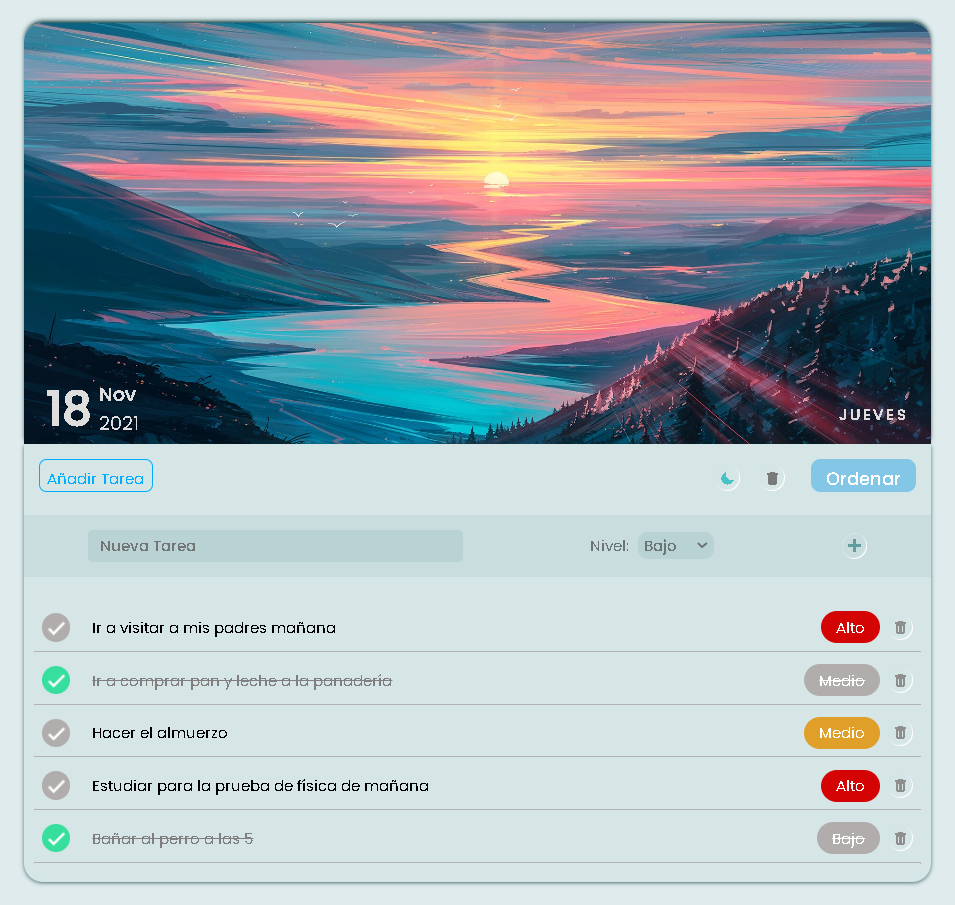 18 Nov
2021
JUEVES
Añadir Tarea
Ordenar
Nueva Tarea
Nivel: Bajo
Ir a visitar a mis padres mañana Alto
Ir a comprar pan y leche a la panadería Medio
Hacer el almuerzo Medio
Estudiar para la prueba de física de mañana Alto
Bañar al perro a las 5 Bajo